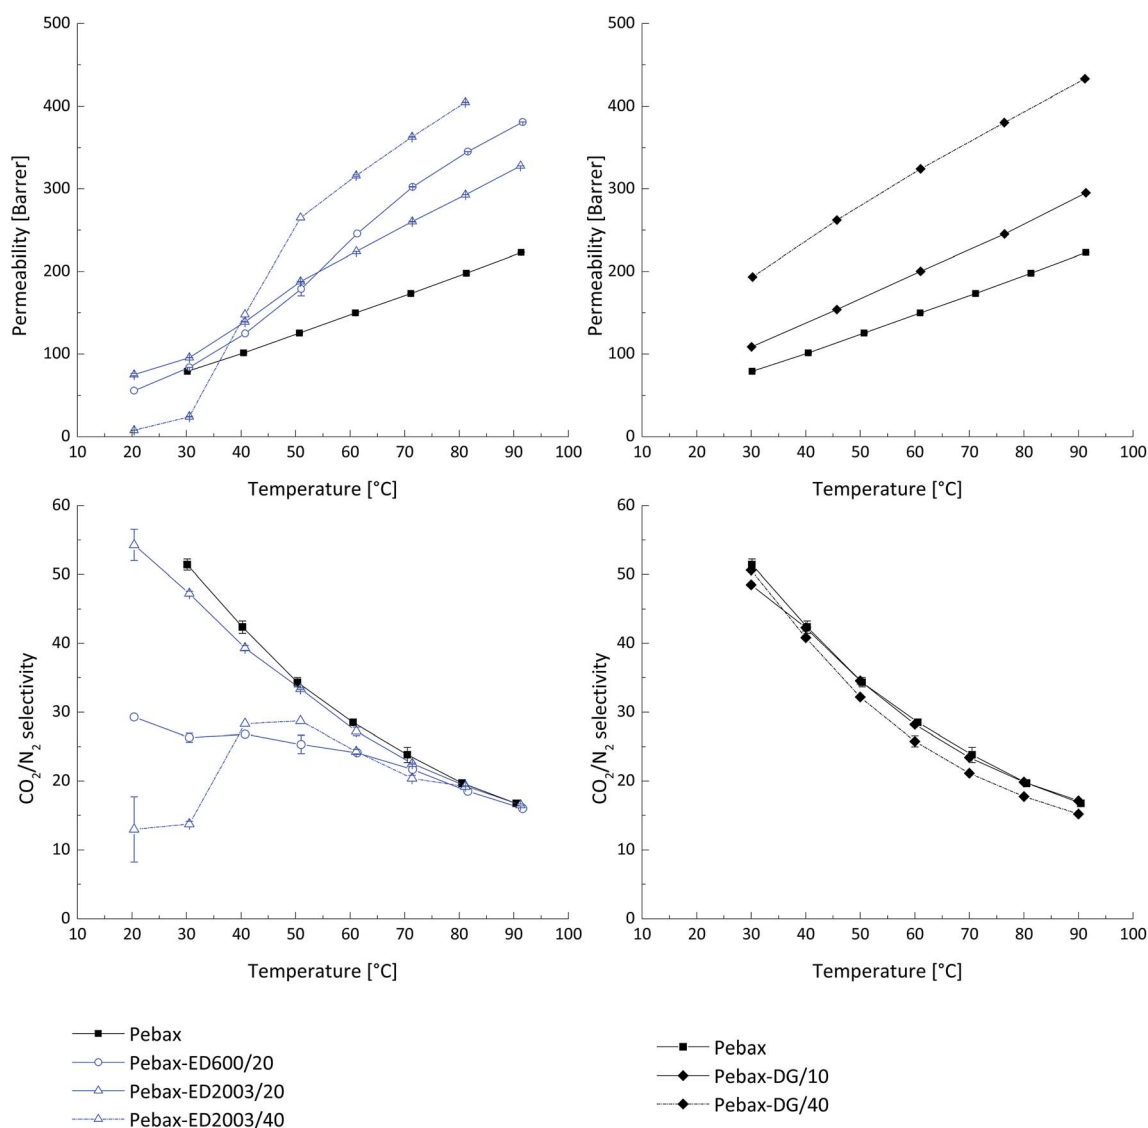 500
400
300
200
100
0
Permeability [Barrer]
10 20 30 40 50 60 70 80 90 100
Temperature [°C]
500
400
300
200
100
0
Permeability [Barrer]
10 20 30 40 50 60 70 80 90 100
Temperature [°C]
60
50
40
30
20
10
0
CO₂/N₂ selectivity
10 20 30 40 50 60 70 80 90 100
Temperature [°C]
60
50
40
30
20
10
0
CO₂/N₂ selectivity
10 20 30 40 50 60 70 80 90 100
Temperature [°C]
Pebax
Pebax-ED600/20
Pebax-ED2003/20
Pebax-ED2003/40
Pebax
Pebax-DG/10
Pebax-DG/40